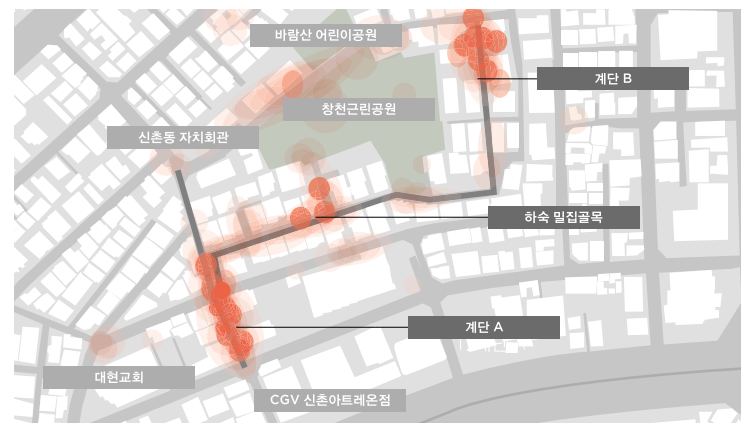 바람산 어린이공원
계단 B
창천근린공원
신촌동 자치회관
하숙 밀집골목
계단 A
대현교회
CGV 신촌아트레온점